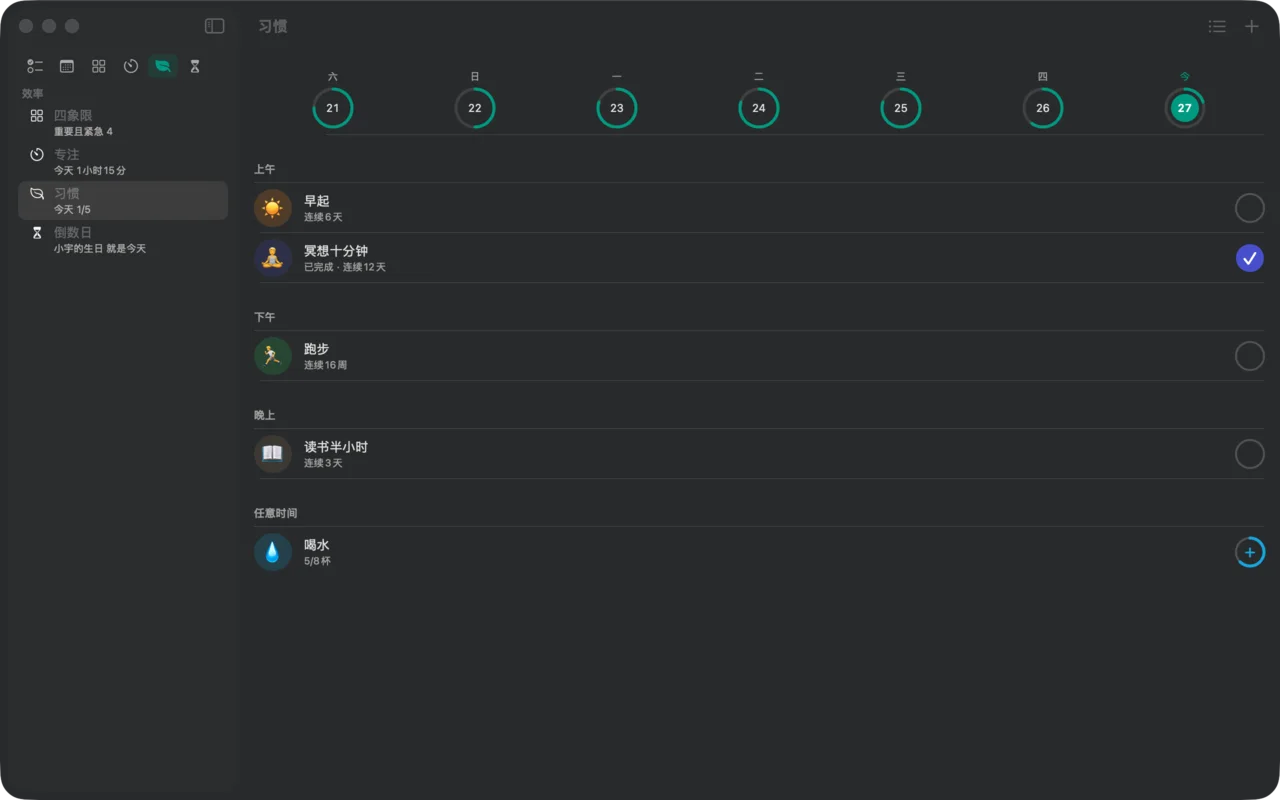 习惯
效率
四象限
重要且紧急 4
专注
今天 1小时15分
习惯
今天 1/5
倒数日
小宇的生日 就是今天
六 日 一 二 三 四 今
21 22 23 24 25 26 27
上午
早起
连续6天
冥想十分钟
已完成 · 连续12天
下午
跑步
连续16周
晚上
读书半小时
连续3天
任意时间
喝水
5/8杯